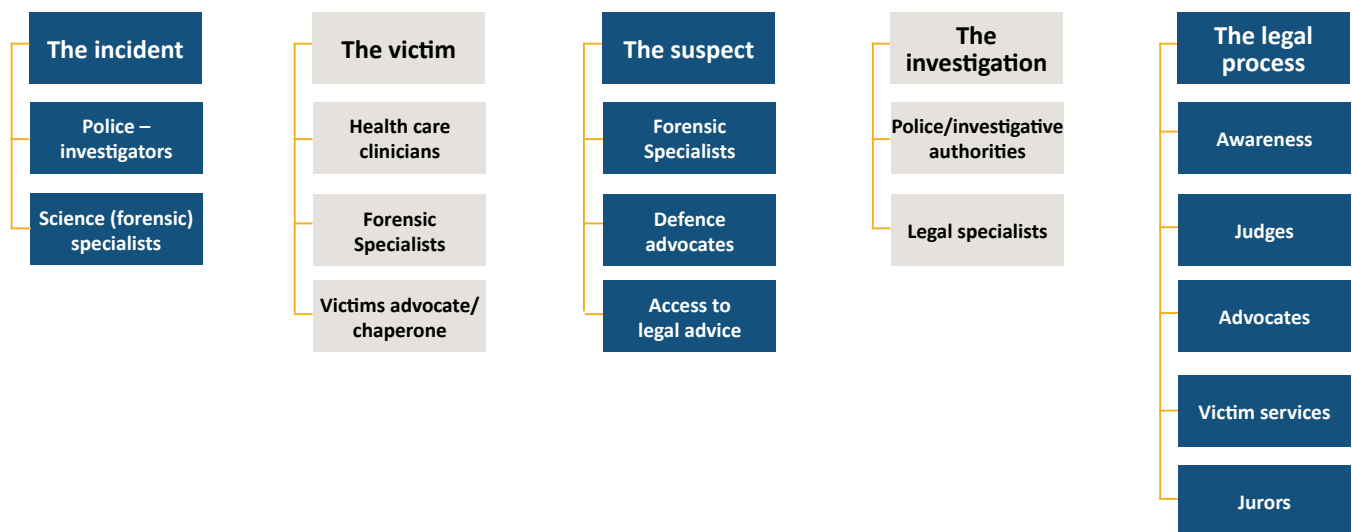 The incident
Police –
investigators
Science (forensic)
specialists
The victim
Health care
clinicians
Forensic
Specialists
Victims advocate/
chaperone
The suspect
Forensic
Specialists
Defence
advocates
Access to
legal advice
The
investigation
Police/investigative
authorities
Legal specialists
The legal
process
Awareness
Judges
Advocates
Victim services
Jurors